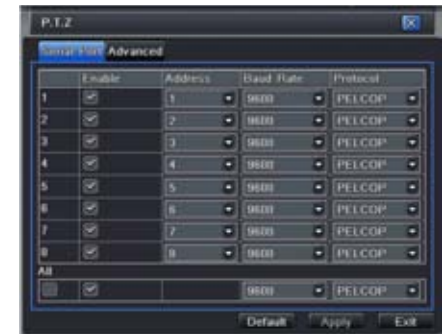 P.T.Z
Serial Port Advanced
Enable Address Baud Rate Protocol
1 1 9600 PELCOP
2 2 9600 PELCOP
3 3 9600 PELCOP
4 4 9600 PELCOP
5 5 9600 PELCOP
6 6 9600 PELCOP
7 7 9600 PELCOP
8 8 9600 PELCOP
All
9600 PELCOP
Default Apply Exit